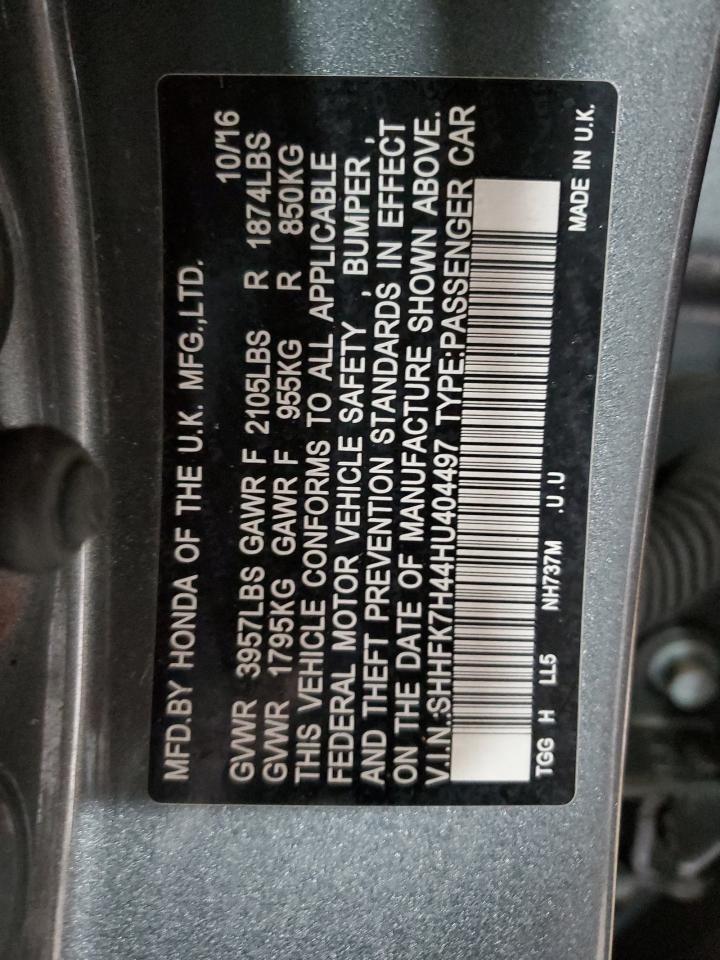 MFD.BY HONDA OF THE U.K. MFG.,LTD.
10/16
GVWR 3957LBS GAWR F 2105LBS R 1874LBS
GVWR 1795KG GAWR F 955KG R 850KG
THIS VEHICLE CONFORMS TO ALL APPLICABLE
FEDERAL MOTOR VEHICLE SAFETY , BUMPER ,
AND THEFT PREVENTION STANDARDS IN EFFECT
ON THE DATE OF MANUFACTURE SHOWN ABOVE.
V.I.N.:SHHFK7H44HU404497 TYPE:PASSENGER CAR
TGG H LL5 NH737M .U.U
MADE IN U.K.